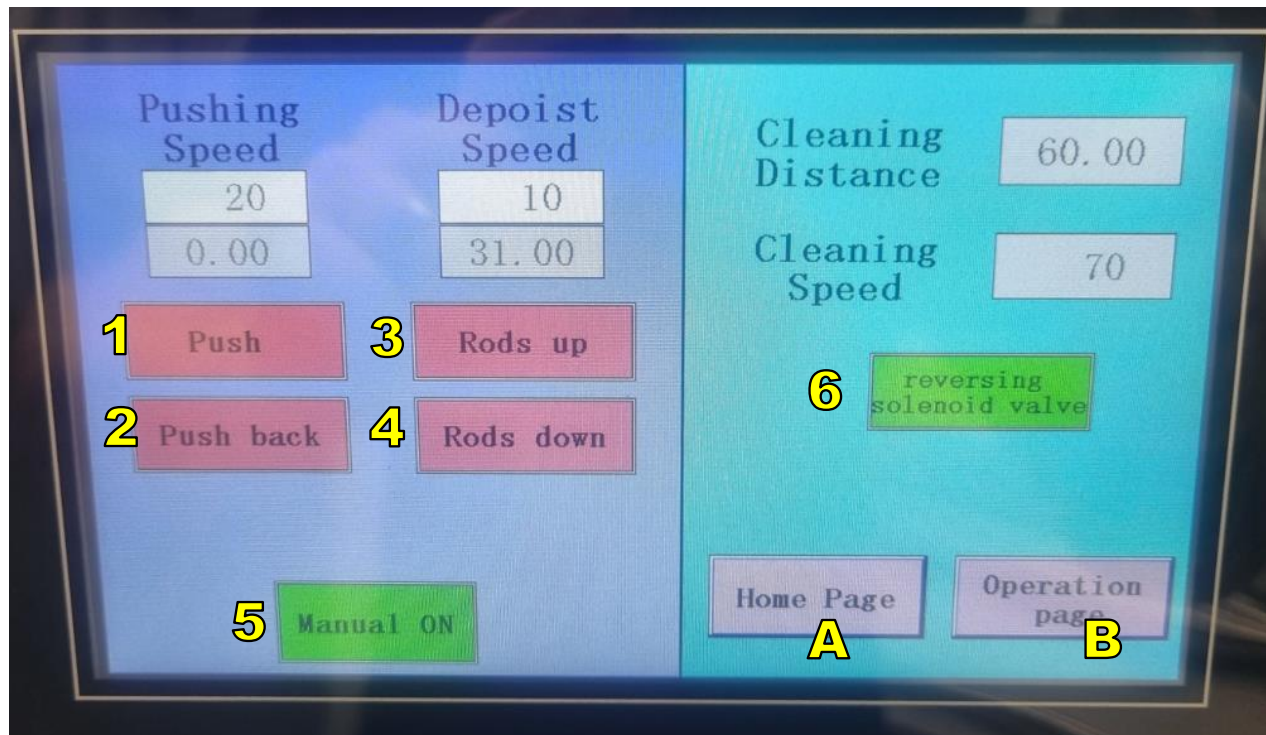 Pushing
Speed
20
0.00
Depoist
Speed
10
31.00
1 Push
2 Push back
3 Rods up
4 Rods down
5 Manual ON
Cleaning
Distance
60.00
Cleaning
Speed
70
6 reversing
solenoid valve
Home Page
A
Operation
page
B